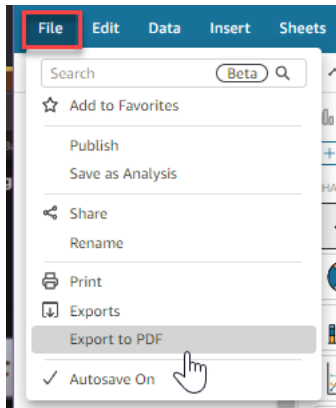 File Edit Data Insert Sheets
Search Beta
Add to Favorites
Publish
Save as Analysis
Share
Rename
Print
Exports
Export to PDF
Autosave On